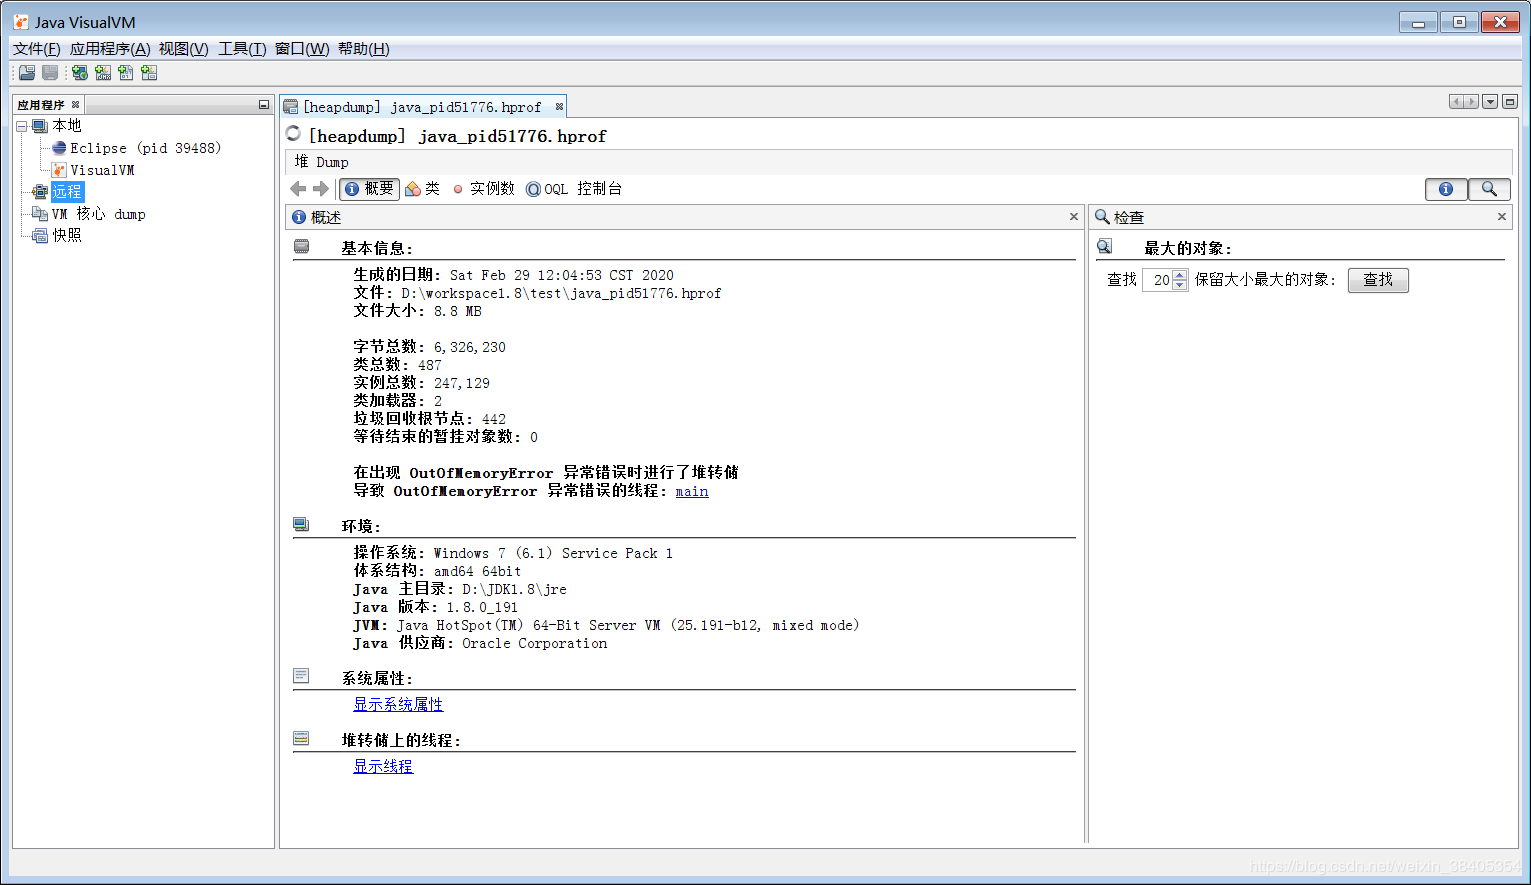 Java VisualVM
文件(F) 应用程序(A) 视图(V) 工具(T) 窗口(W) 帮助(H)
应用程序
本地
Eclipse (pid 39488)
VisualVM
远程
VM 核心 dump
快照
[heapdump] java_pid51776.hprof
[heapdump] java_pid51776.hprof
堆 Dump
概要 类 实例数 OQL 控制台
概述
基本信息:
生成的日期: Sat Feb 29 12:04:53 CST 2020
文件: D:\workspace1.8\test\java_pid51776.hprof
文件大小: 8.8 MB
字节总数: 6,326,230
类总数: 487
实例总数: 247,129
类加载器: 2
垃圾回收根节点: 442
等待结束的暂挂对象数: 0
在出现 OutOfMemoryError 异常错误时进行了堆转储
导致 OutOfMemoryError 异常错误的线程: main
环境:
操作系统: Windows 7 (6.1) Service Pack 1
体系结构: amd64 64bit
Java 主目录: D:\JDK1.8\jre
Java 版本: 1.8.0_191
JVM: Java HotSpot(TM) 64-Bit Server VM (25.191-b12, mixed mode)
Java 供应商: Oracle Corporation
系统属性:
显示系统属性
堆转储上的线程:
显示线程
检查
最大的对象:
查找 20 保留大小最大的对象: 查找
https://blog.csdn.net/weixin_38405354